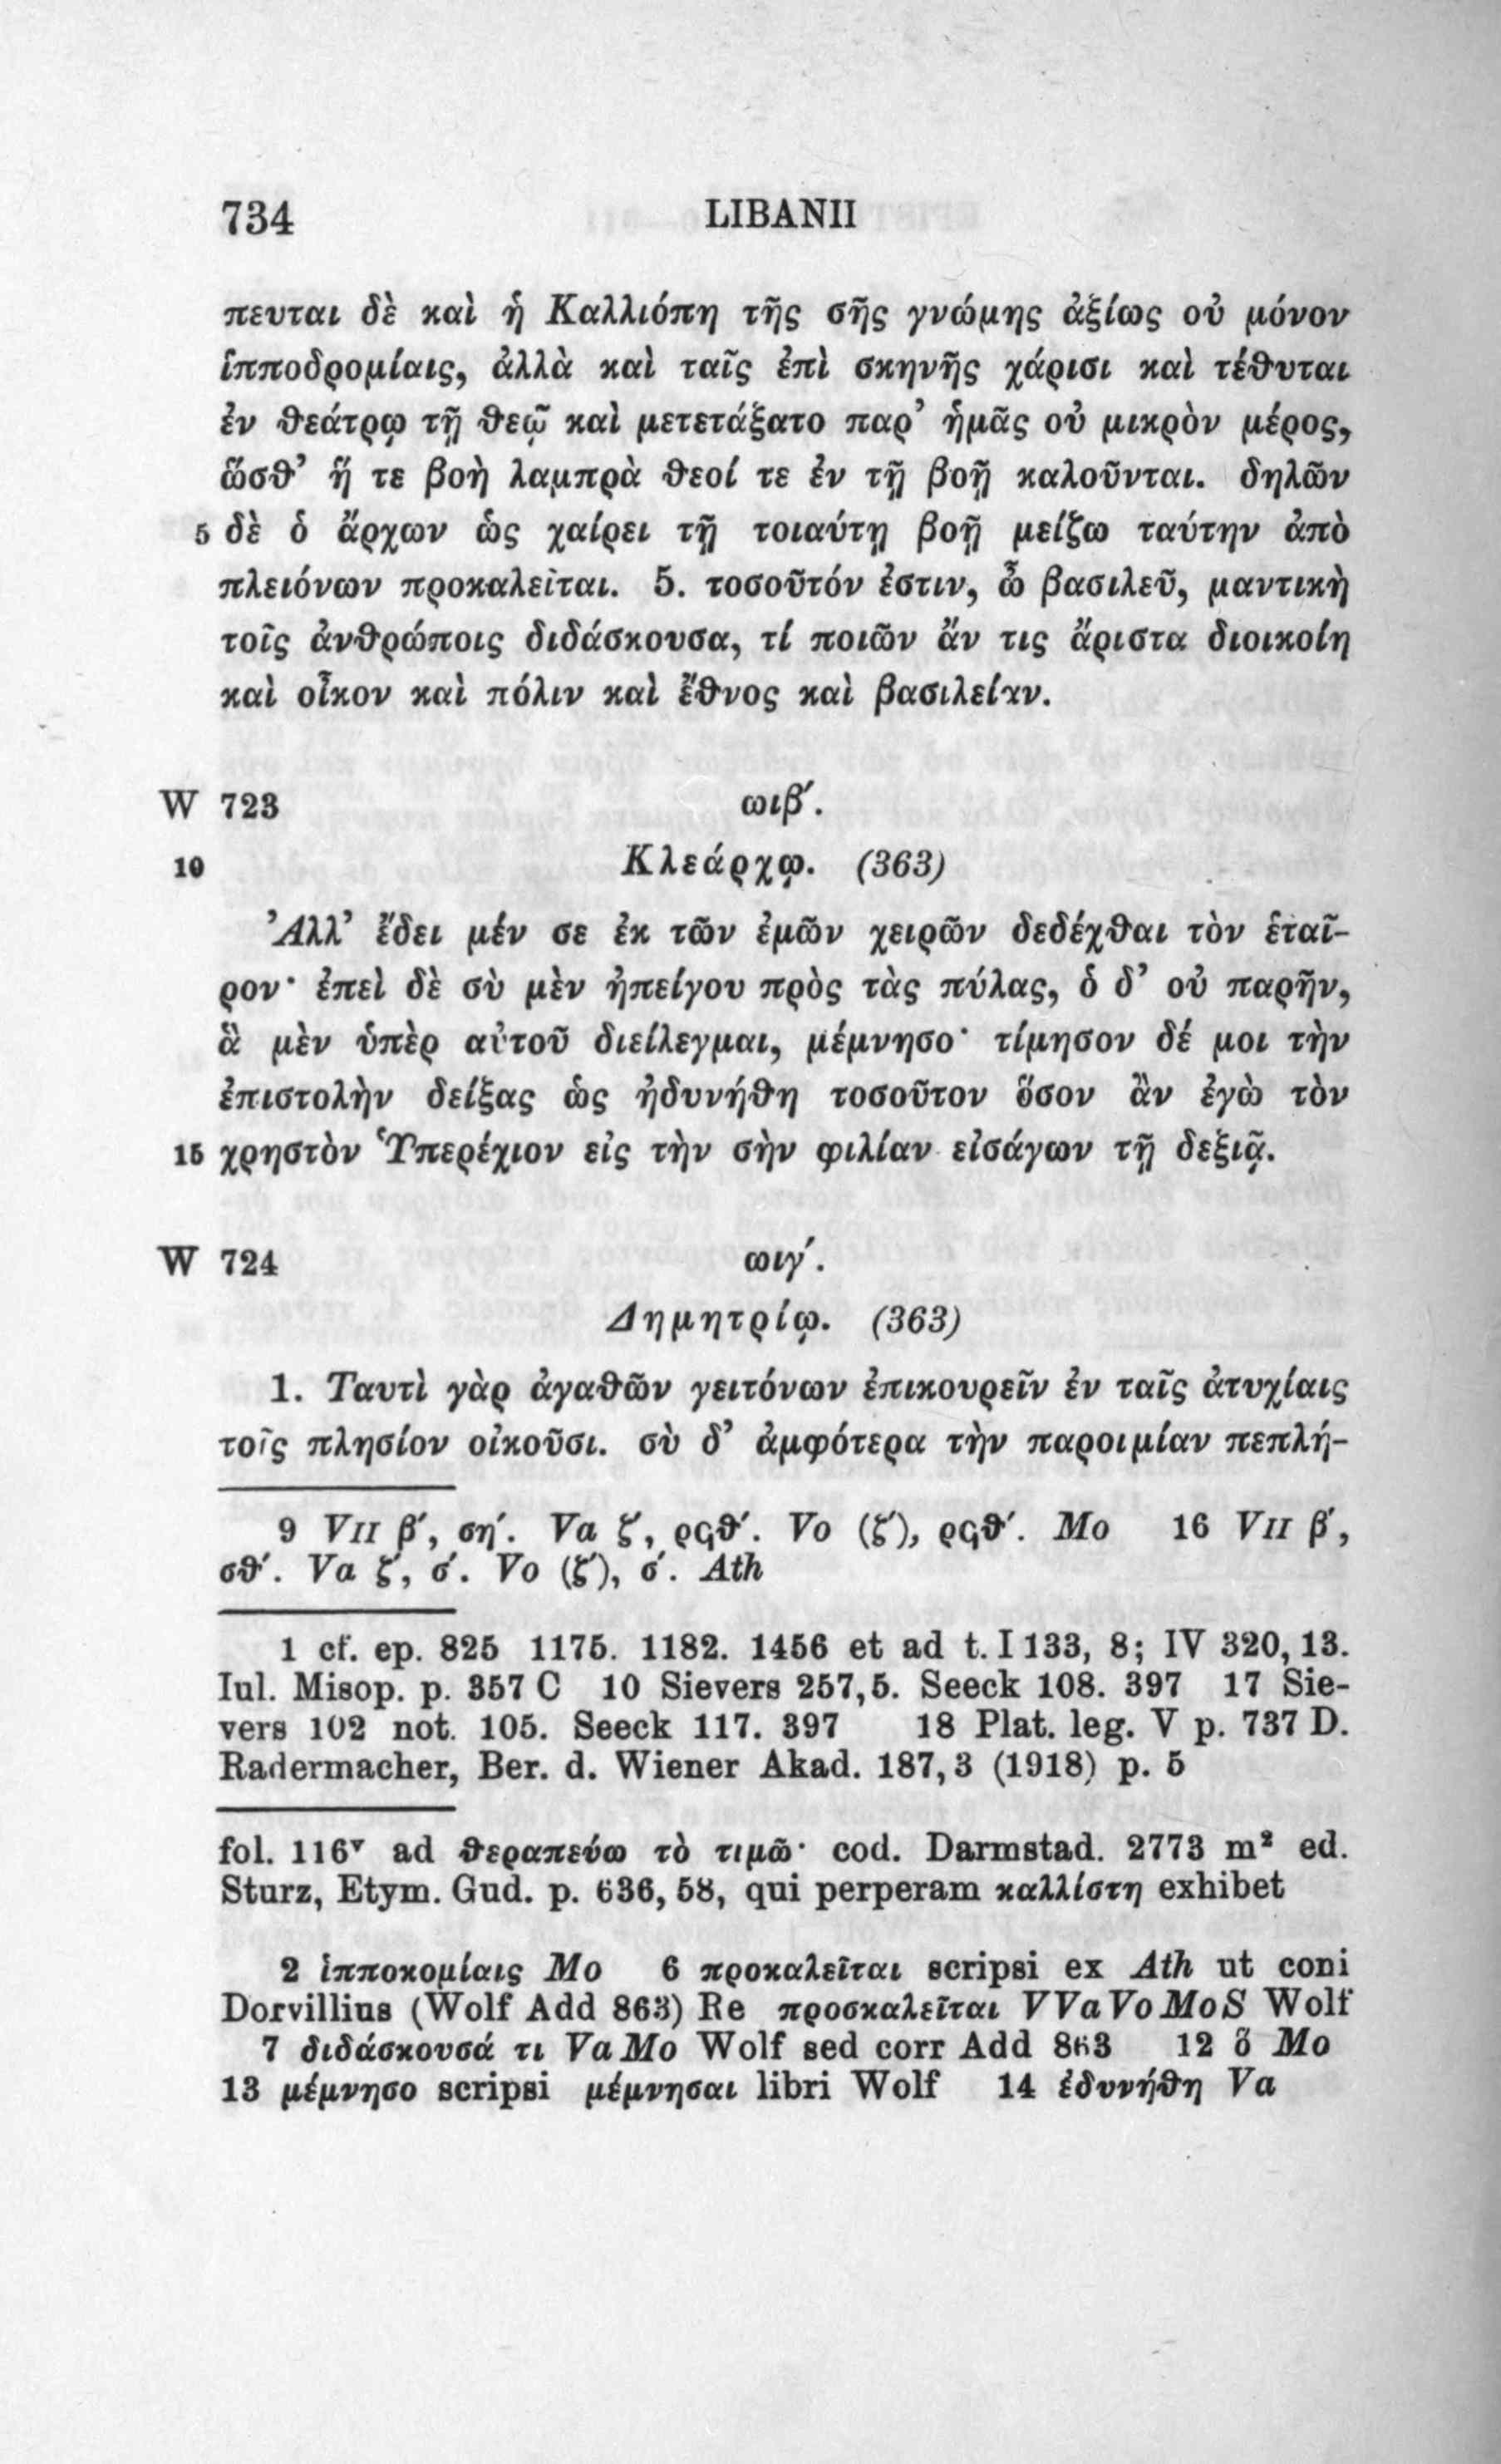 734
LIBANII
πευται δὲ καὶ ἡ Καλλιόπη τῆς σῆς γνώμης ἀξίως οὐ μόνον
ἱπποδρομίαις, ἀλλὰ καὶ ταῖς ἐπὶ σκηνῆς χάρισι καὶ τέθυται
ἐν θεάτρῳ τῇ θεῷ καὶ μετετάξατο παρ’ ἡμᾶς οὐ μικρὸν μέρος,
ὥσθ’ ἥ τε βοὴ λαμπρὰ θεοί τε ἐν τῇ βοῇ καλοῦνται. δηλῶν
5 δὲ ὁ ἄρχων ὡς χαίρει τῇ τοιαύτῃ βοῇ μείζω ταύτην ἀπὸ
πλειόνων προκαλεῖται. 5. τοσοῦτόν ἐστιν, ὦ βασιλεῦ, μαντικὴ
τοῖς ἀνθρώποις διδάσκουσα, τί ποιῶν ἄν τις ἄριστα διοικοίη
καὶ οἶκον καὶ πόλιν καὶ ἔθνος καὶ βασιλείαν.
W 723 ωιβ′.
10 Κλεάρχῳ. (363)
Ἀλλ’ ἔδει μέν σε ἐκ τῶν ἐμῶν χειρῶν δεδέχθαι τὸν ἑταῖ-
ρον· ἐπεὶ δὲ σὺ μὲν ἠπείγου πρὸς τὰς πύλας, ὁ δ’ οὐ παρῆν,
ἃ μὲν ὑπὲρ αὐτοῦ διείλεγμαι, μέμνησο· τίμησον δέ μοι τὴν
ἐπιστολὴν δείξας ὡς ἠδυνήθη τοσοῦτον ὅσον ἂν ἐγὼ τὸν
15 χρηστὸν Ὑπερέχιον εἰς τὴν σὴν φιλίαν εἰσάγων τῇ δεξιᾷ.
W 724 ωιγ′.
Δημητρίῳ. (363)
1. Ταυτὶ γὰρ ἀγαθῶν γειτόνων ἐπικουρεῖν ἐν ταῖς ἀτυχίαις
τοῖς πλησίον οἰκοῦσι. σὺ δ’ ἀμφότερα τὴν παροιμίαν πεπλή-
9 VII β′, ση′. Va ζ′, ρϟθ′. Vo (ζ′), ρϟθ′. Mo 16 VII β′,
σθ′. Va ζ′, σ′. Vo (ζ′), σ′. Ath
1 cf. ep. 825 1175. 1182. 1456 et ad t. I 133, 8; IV 320, 13.
Iul. Misop. p. 357 C 10 Sievers 257, 5. Seeck 108. 397 17 Sie-
vers 102 not. 105. Seeck 117. 397 18 Plat. leg. V p. 737 D.
Radermacher, Ber. d. Wiener Akad. 187, 3 (1918) p. 5
fol. 116ᵛ ad θεραπεύω τὸ τιμῶ· cod. Darmstad. 2773 m² ed.
Sturz, Etym. Gud. p. 636, 58, qui perperam καλλίστη exhibet
2 ἱπποκομίαις Mo 6 προκαλεῖται scripsi ex Ath ut coni
Dorvillius (Wolf Add 863) Re προσκαλεῖται V Va Vo Mo S Wolf
7 διδάσκουσά τι Va Mo Wolf sed corr Add 863 12 ὃ Mo
13 μέμνησο scripsi μέμνησαι libri Wolf 14 ἐδυνήθη Va